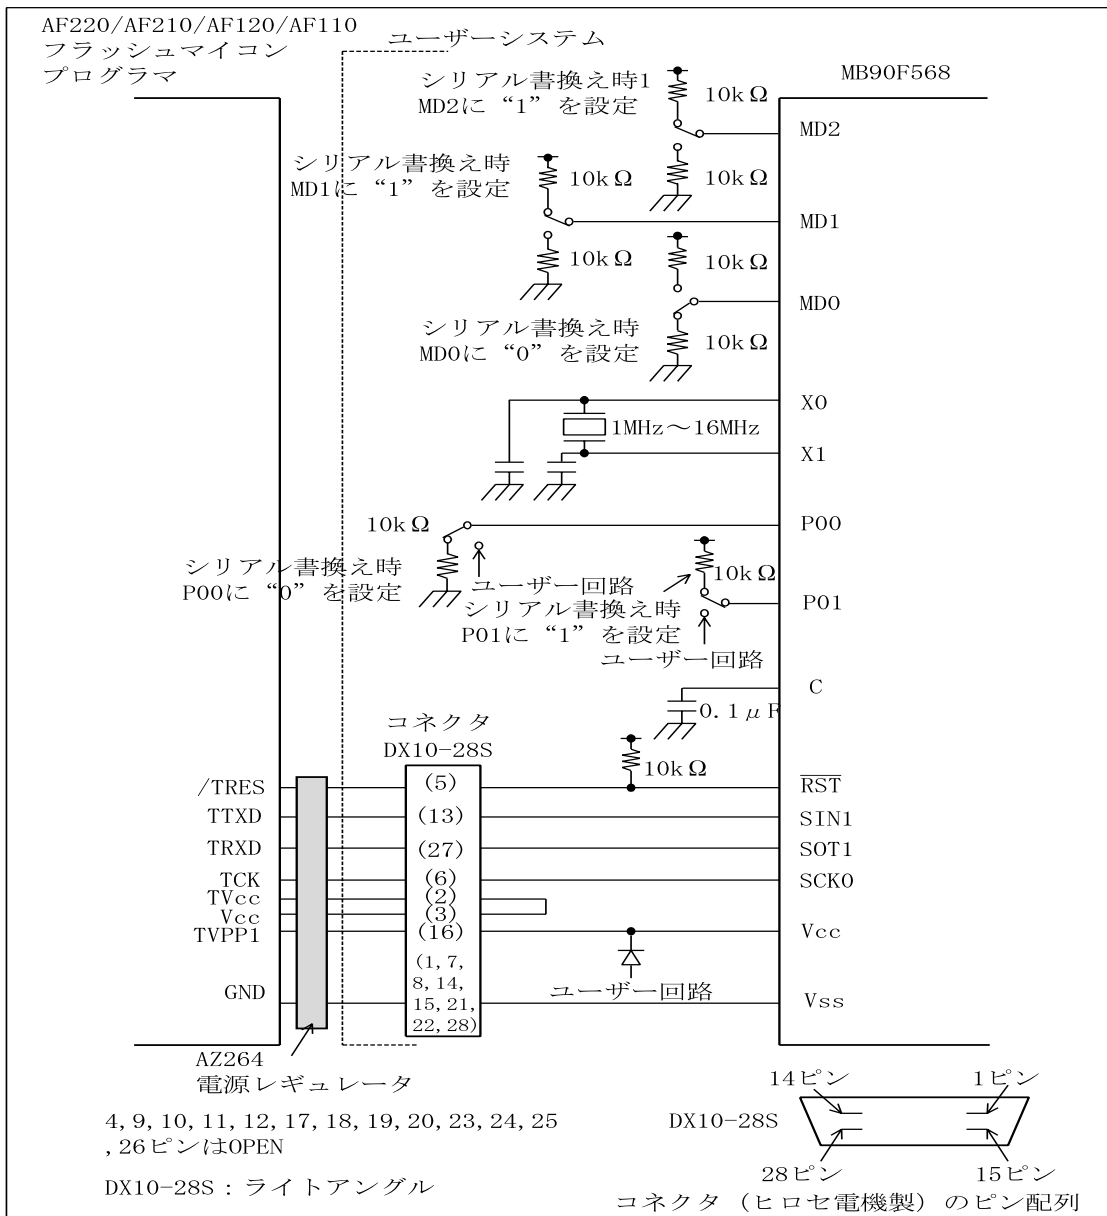 AF220/AF210/AF120/AF110
フラッシュマイコン
プログラマ
ユーザーシステム
MB90F568
シリアル書換え時1
MD2に“1”を設定
10kΩ
MD2
10kΩ
シリアル書換え時
MD1に“1”を設定
10kΩ
MD1
10kΩ
10kΩ
MD0
シリアル書換え時
MD0に“0”を設定
10kΩ
X0
1MHz～16MHz
X1
10kΩ
P00
シリアル書換え時
P00に“0”を設定
ユーザー回路
10kΩ
シリアル書換え時
P01に“1”を設定
P01
ユーザー回路
C
0.1μF
コネクタ
DX10-28S
10kΩ
/TRES
(5)
RST
TTXD
(13)
SIN1
TRXD
(27)
SOT1
TCK
(6)
SCK0
TVcc
(2)
Vcc
(3)
TVPP1
(16)
Vcc
(1,7,
8,14,
15,21,
22,28)
ユーザー回路
GND
Vss
AZ264
電源レギュレータ
4,9,10,11,12,17,18,19,20,23,24,25
,26ピンはOPEN
DX10-28S：ライトアングル
14ピン
1ピン
DX10-28S
28ピン
15ピン
コネクタ（ヒロセ電機製）のピン配列